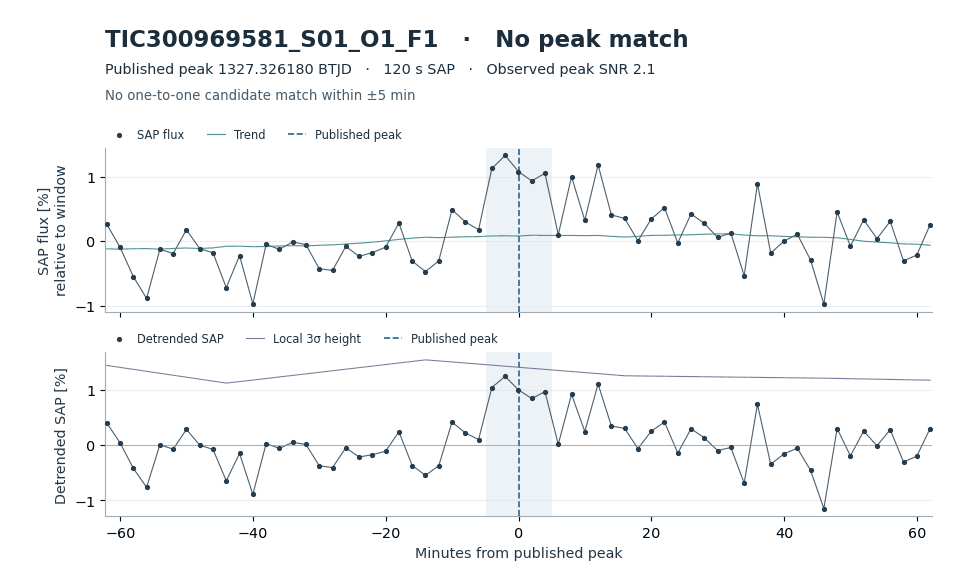 TIC300969581_S01_O1_F1 · No peak match
Published peak 1327.326180 BTJD · 120 s SAP · Observed peak SNR 2.1
No one-to-one candidate match within ±5 min
SAP flux Trend Published peak
SAP flux [%]
relative to window
1
0
−1
Detrended SAP Local 3σ height Published peak
Detrended SAP [%]
1
0
−1
−60 −40 −20 0 20 40 60
Minutes from published peak